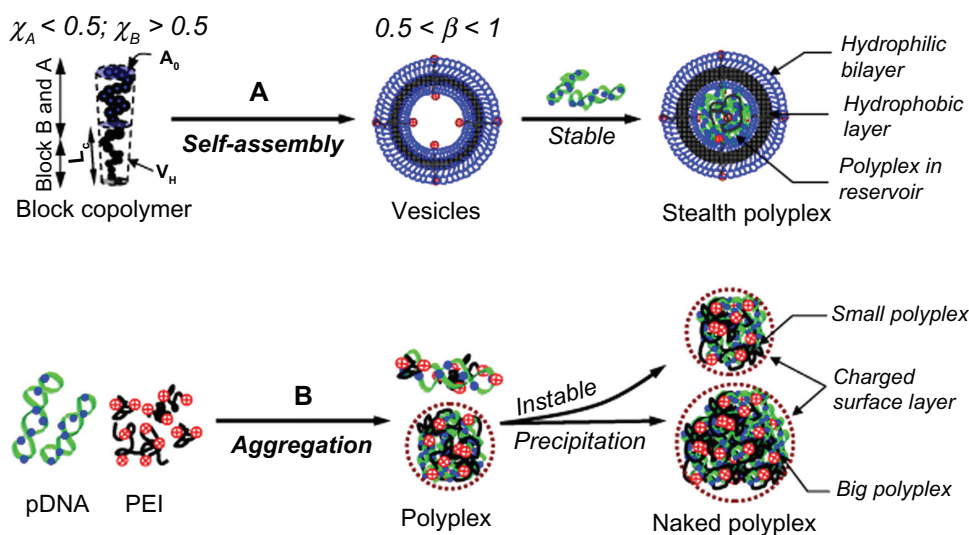 χA < 0.5; χB > 0.5
0.5 < β < 1
A0
Block B and A
Lc
VH
Block copolymer
A
Self-assembly
Vesicles
Stable
Stealth polyplex
Hydrophilic
bilayer
Hydrophobic
layer
Polyplex in
reservoir
pDNA
PEI
B
Aggregation
Polyplex
Instable
Precipitation
Naked polyplex
Small polyplex
Charged
surface layer
Big polyplex